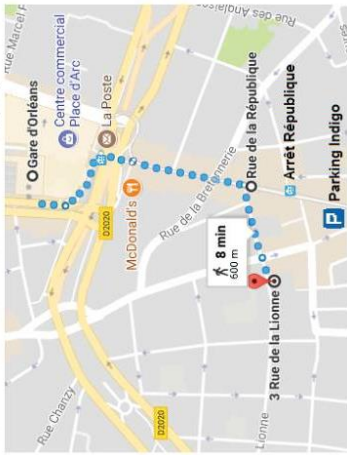 Rue Marcel P
Gare d'Orléans
Centre commercial
Place d'Arc
La Poste
Rue des Anglaises
D2020
McDonald's
Rue de la Bretonnerie
Rue de la République
Arrêt République
Parking Indigo
P
8 min
600 m
3 Rue de la Lionne
Lionne
Rue Chanzy
D2020